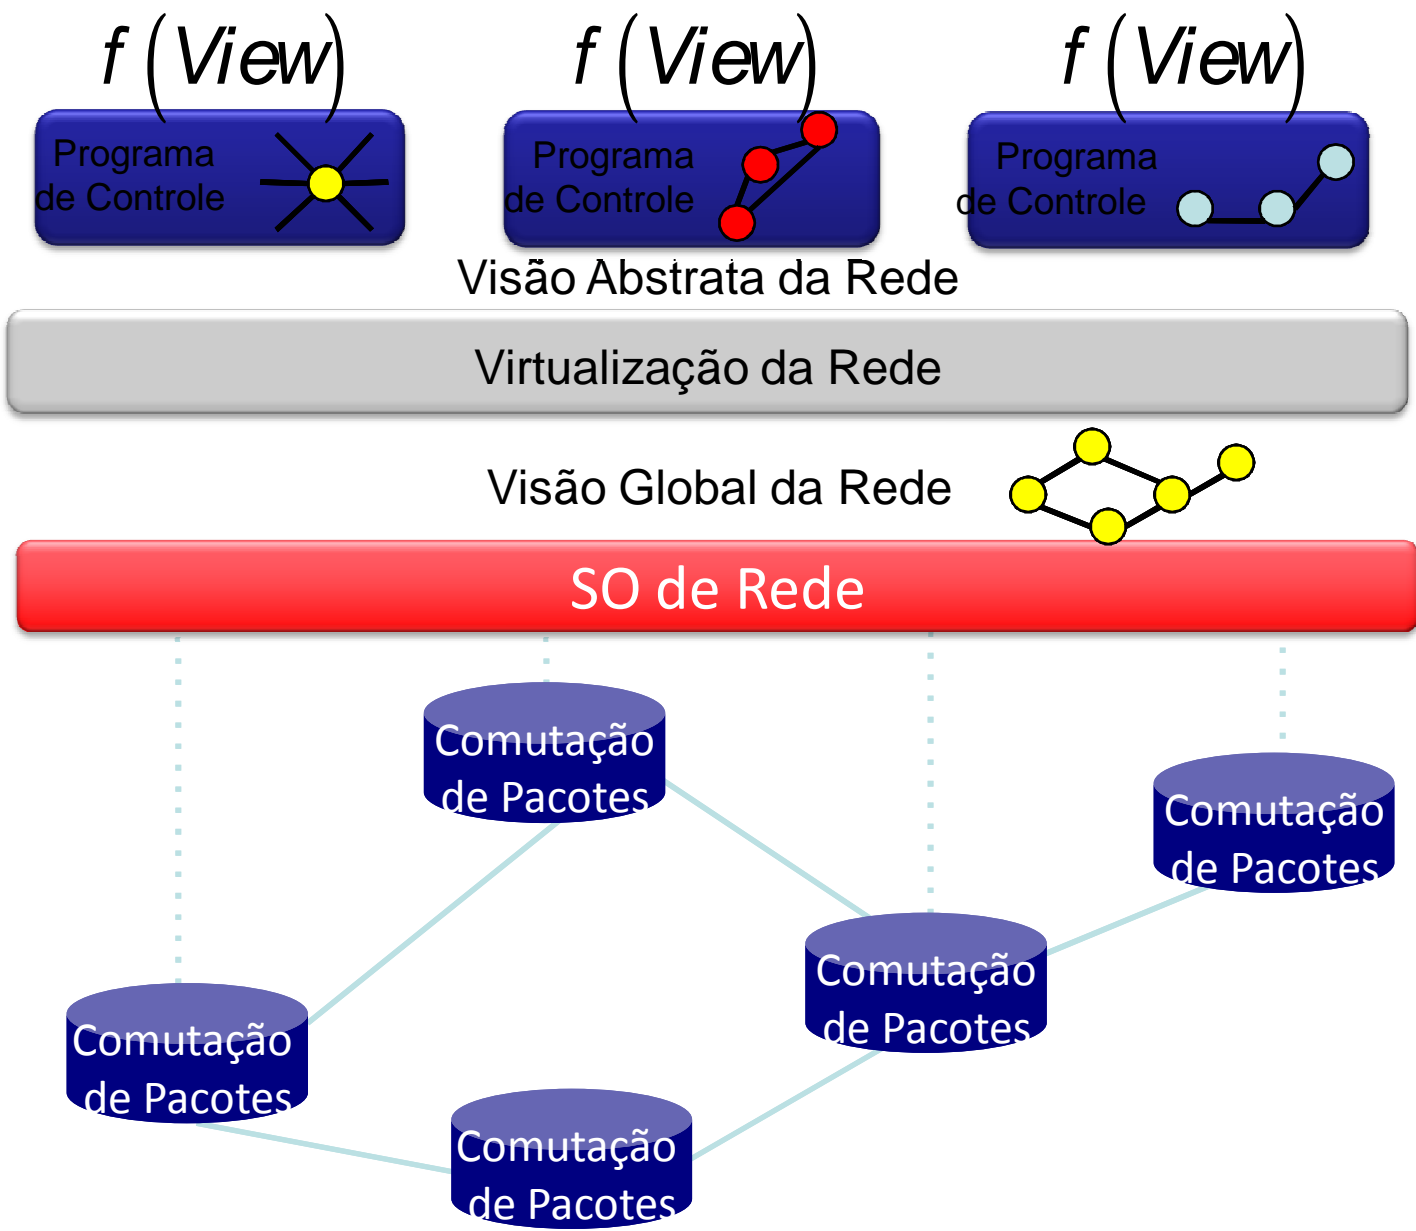 f (View)
f (View)
f (View)
Programa
de Controle
Programa
de Controle
Programa
de Controle
Visão Abstrata da Rede
Virtualização da Rede
Visão Global da Rede
SO de Rede
Comutação
de Pacotes
Comutação
de Pacotes
Comutação
de Pacotes
Comutação
de Pacotes
Comutação
de Pacotes